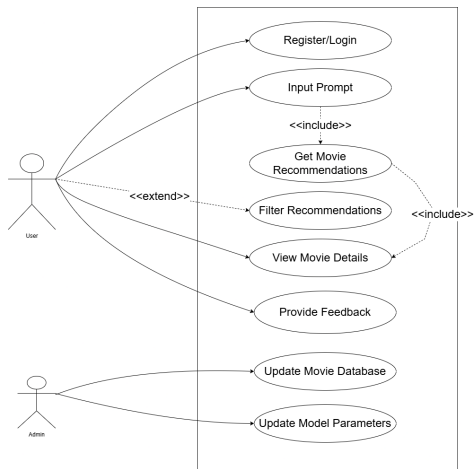 Register/Login
Input Prompt
<<include>>
Get Movie
Recommendations
<<extend>>
Filter Recommendations
<<include>>
User
View Movie Details
Provide Feedback
Update Movie Database
Update Model Parameters
Admin